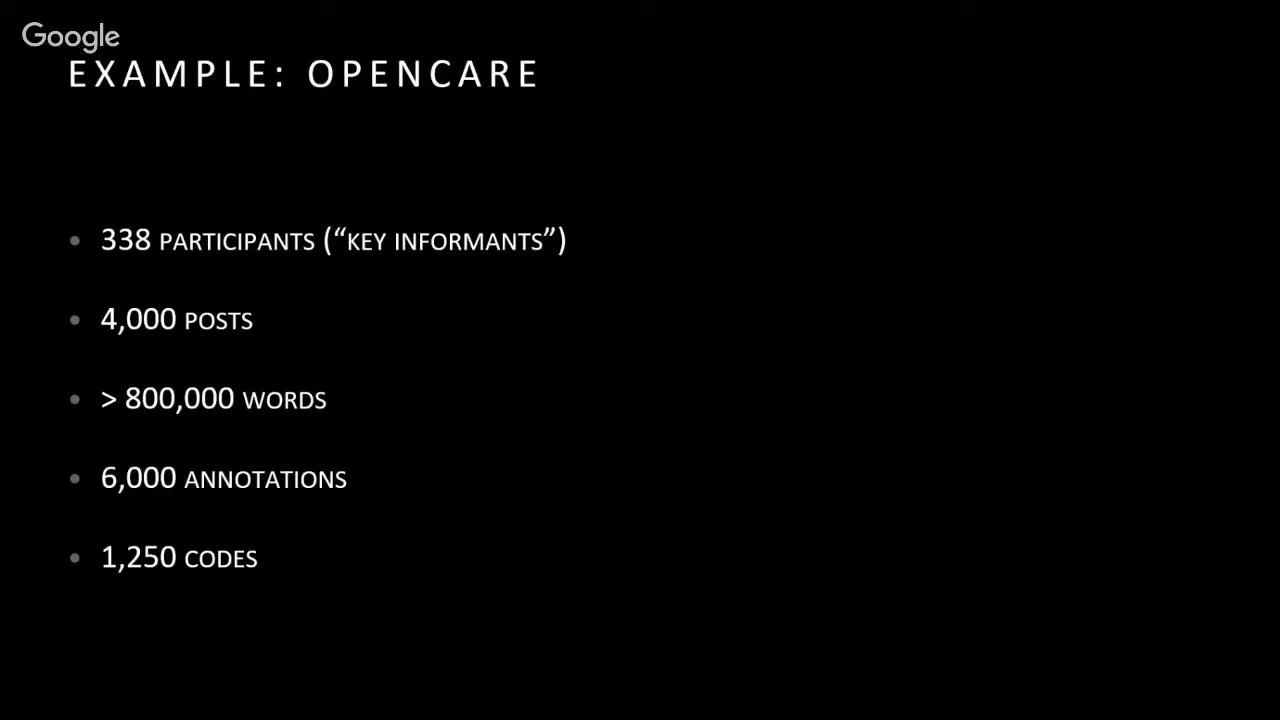 Google
EXAMPLE: OPENCARE
• 338 PARTICIPANTS (“KEY INFORMANTS”)
• 4,000 POSTS
• > 800,000 WORDS
• 6,000 ANNOTATIONS
• 1,250 CODES